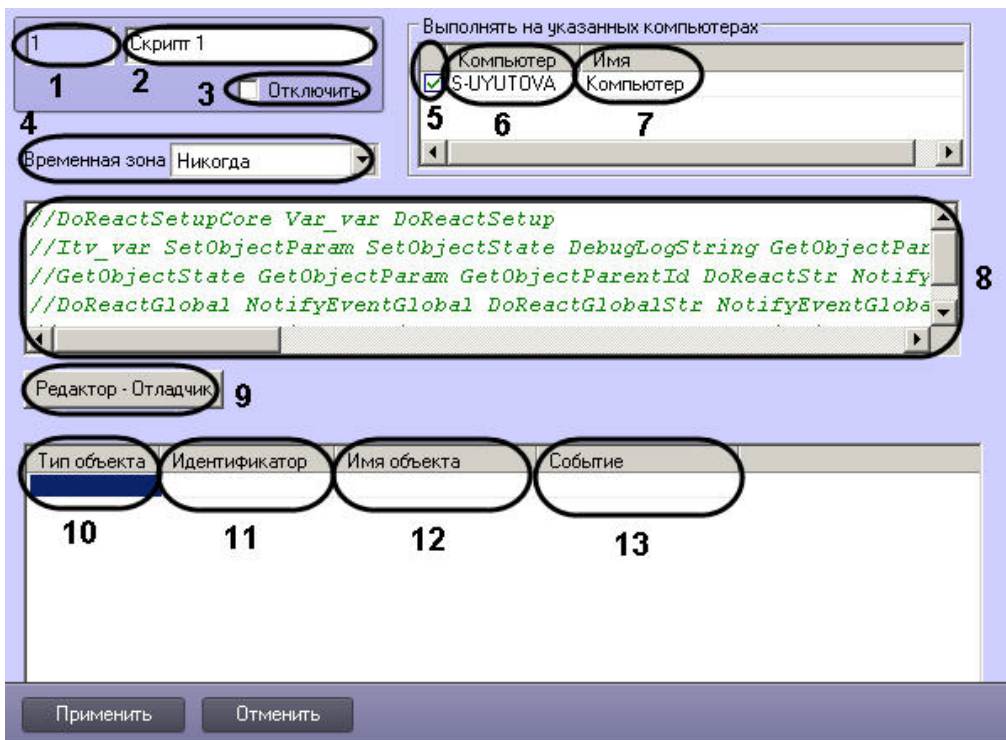 Выполнять на указанных компьютерах
1 Скрипт 1
Компьютер Имя
1 2 3 Отключить
S-UYUTOVA Компьютер
4 5 6 7
Временная зона Никогда
//DoReactSetupCore Var_var DoReactSetup
//Itv_var SetObjectParam SetObjectState DebugLogString GetObjectPar
//GetObjectState GetObjectParam GetObjectParentId DoReactStr Notify
8
//DoReactGlobal NotifyEventGlobal DoReactGlobalStr NotifyEventGloba
Редактор - Отладчик 9
Тип объекта Идентификатор Имя объекта Событие
10 11 12 13
Применить Отменить